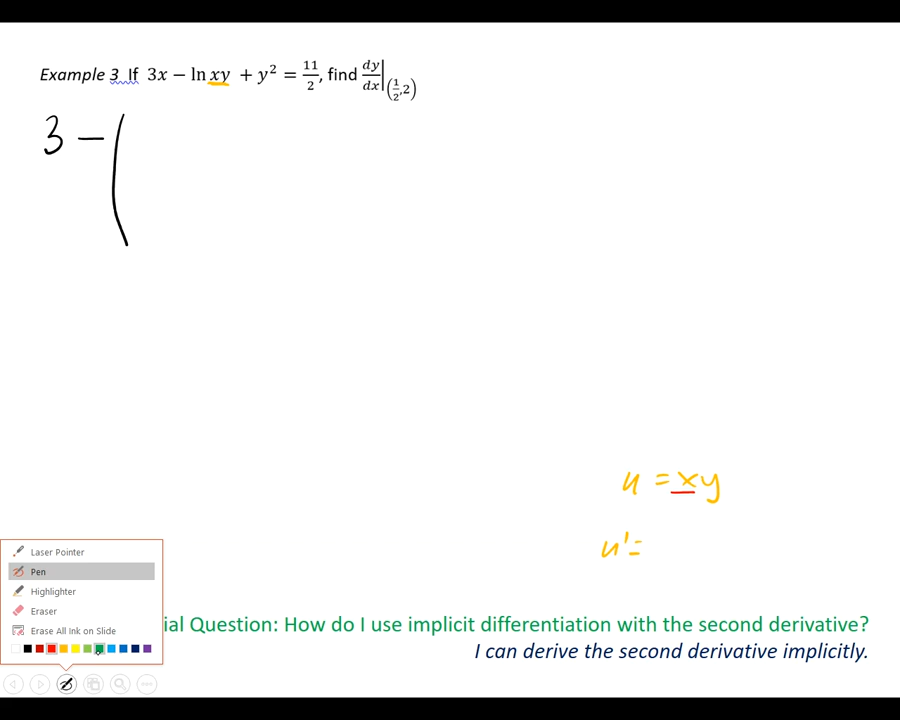 Example 3 If 3x − ln xy + y² = 11/2, find dy/dx|(1/2,2)
3 − (
u = xy
u' =
Laser Pointer
Pen
Highlighter
Eraser
Erase All Ink on Slide
ial Question: How do I use implicit differentiation with the second derivative?
I can derive the second derivative implicitly.